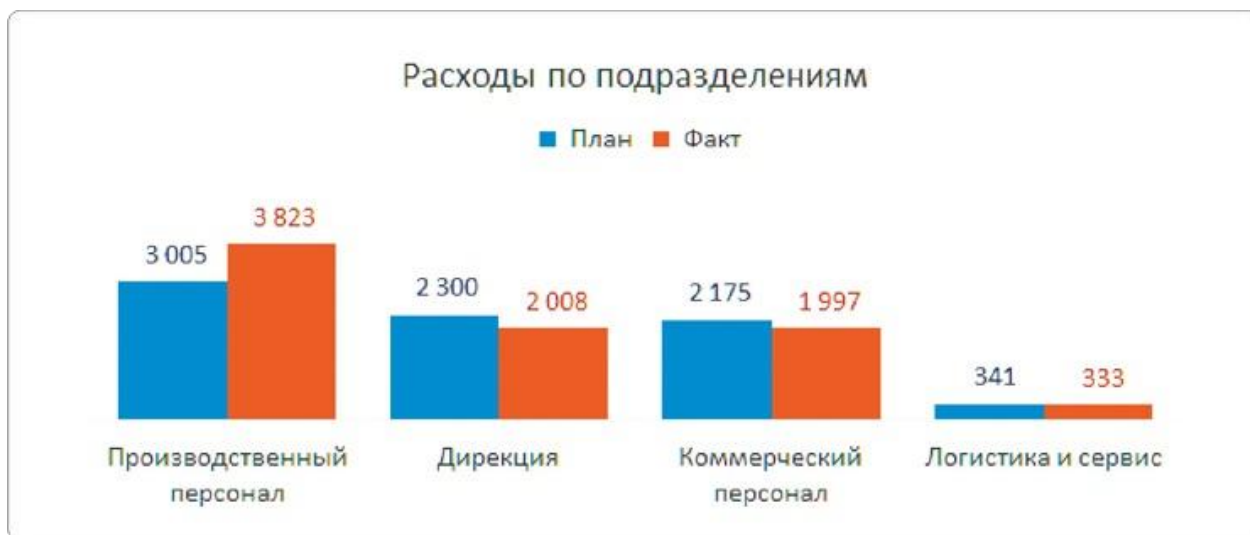 Расходы по подразделениям
План Факт
3 005
3 823
2 300
2 008
2 175
1 997
341
333
Производственный
персонал
Дирекция
Коммерческий
персонал
Логистика и сервис